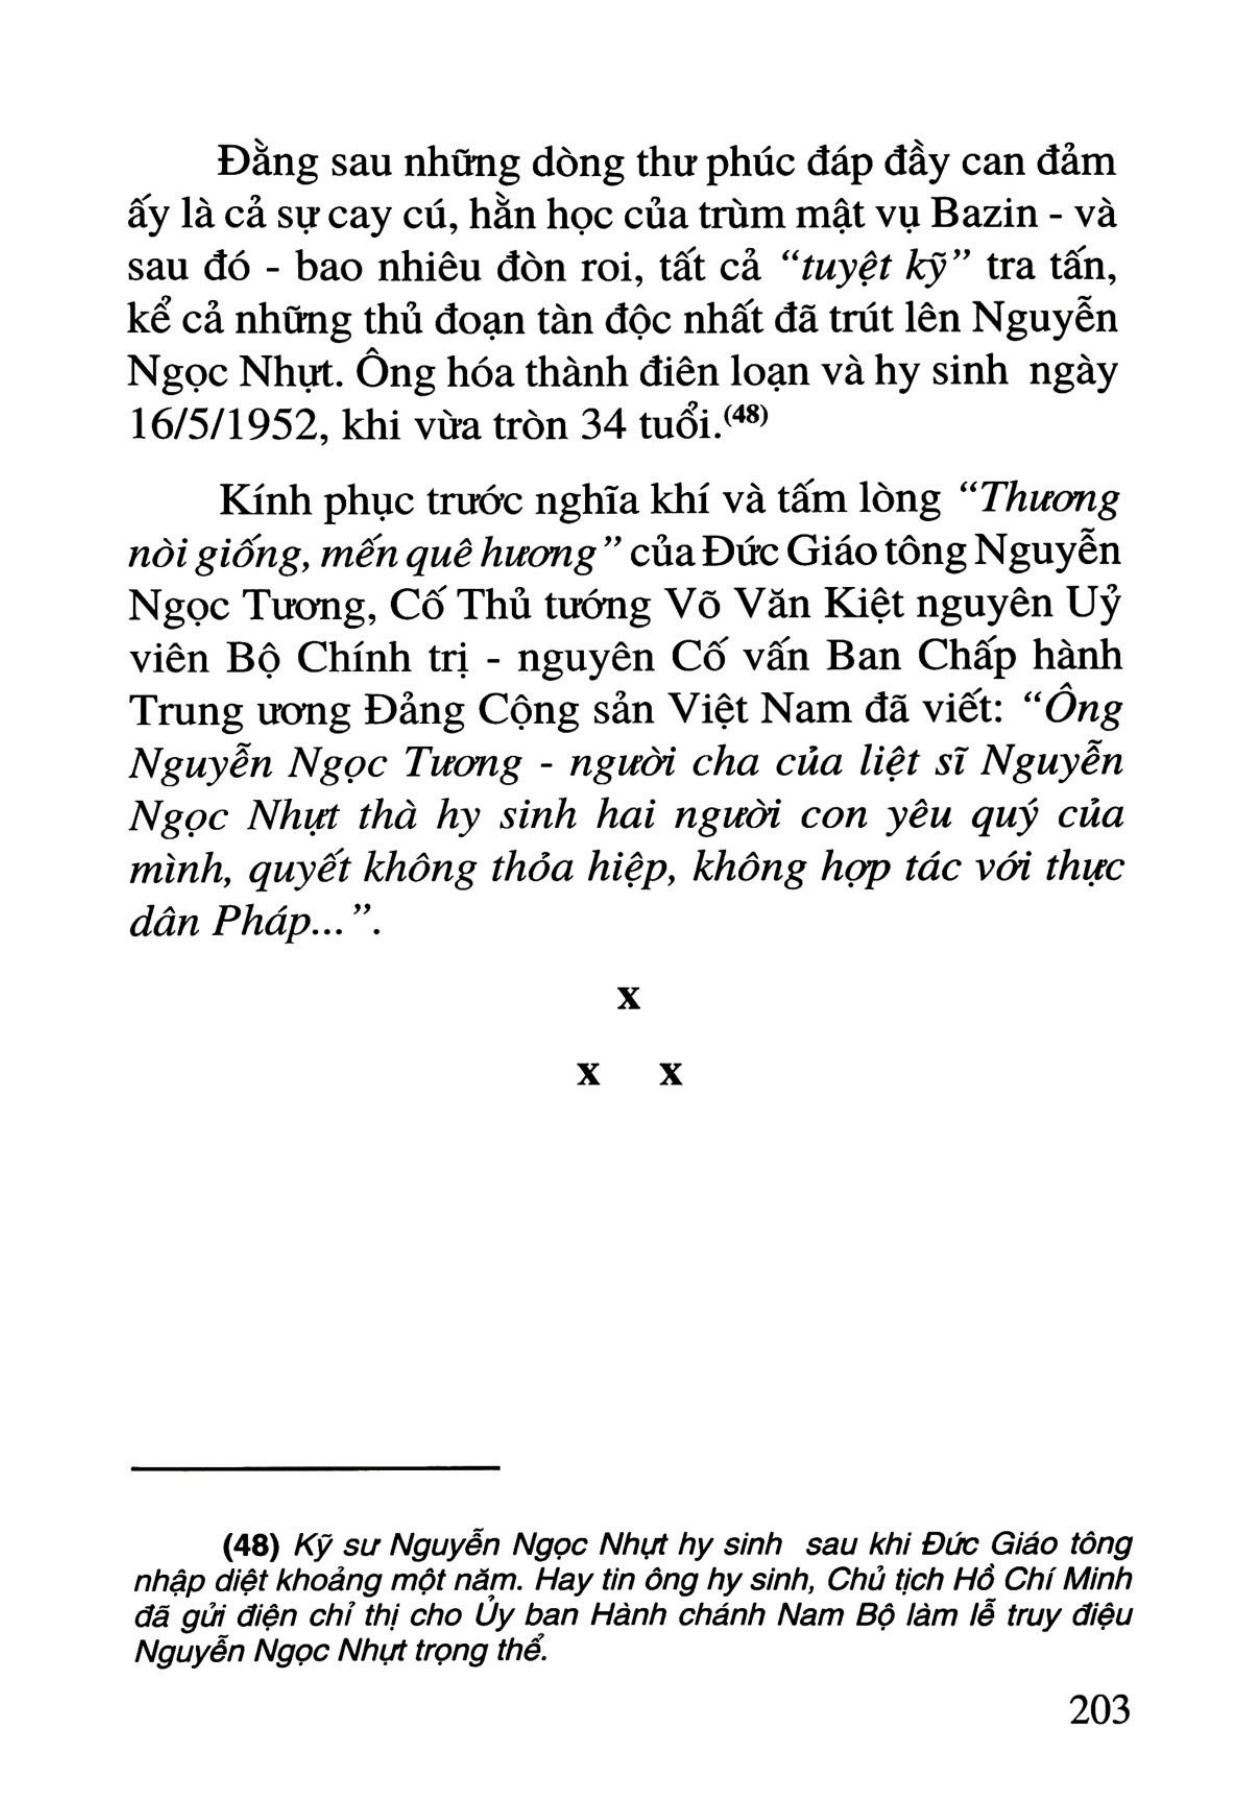 Đằng sau những dòng thư phúc đáp đầy can đảm
ấy là cả sự cay cú, hằn học của trùm mật vụ Bazin - và
sau đó - bao nhiêu đòn roi, tất cả “tuyệt kỹ” tra tấn,
kể cả những thủ đoạn tàn độc nhất đã trút lên Nguyễn
Ngọc Nhựt. Ông hóa thành điên loạn và hy sinh ngày
16/5/1952, khi vừa tròn 34 tuổi.(48)
Kính phục trước nghĩa khí và tấm lòng “Thương
nòi giống, mến quê hương” của Đức Giáo tông Nguyễn
Ngọc Tương, Cố Thủ tướng Võ Văn Kiệt nguyên Uỷ
viên Bộ Chính trị - nguyên Cố vấn Ban Chấp hành
Trung ương Đảng Cộng sản Việt Nam đã viết: “Ông
Nguyễn Ngọc Tương - người cha của liệt sĩ Nguyễn
Ngọc Nhựt thà hy sinh hai người con yêu quý của
mình, quyết không thỏa hiệp, không hợp tác với thực
dân Pháp...”.
x
x x
(48) Kỹ sư Nguyễn Ngọc Nhựt hy sinh sau khi Đức Giáo tông
nhập diệt khoảng một năm. Hay tin ông hy sinh, Chủ tịch Hồ Chí Minh
đã gửi điện chỉ thị cho Ủy ban Hành chánh Nam Bộ làm lễ truy điệu
Nguyễn Ngọc Nhựt trọng thể.
203